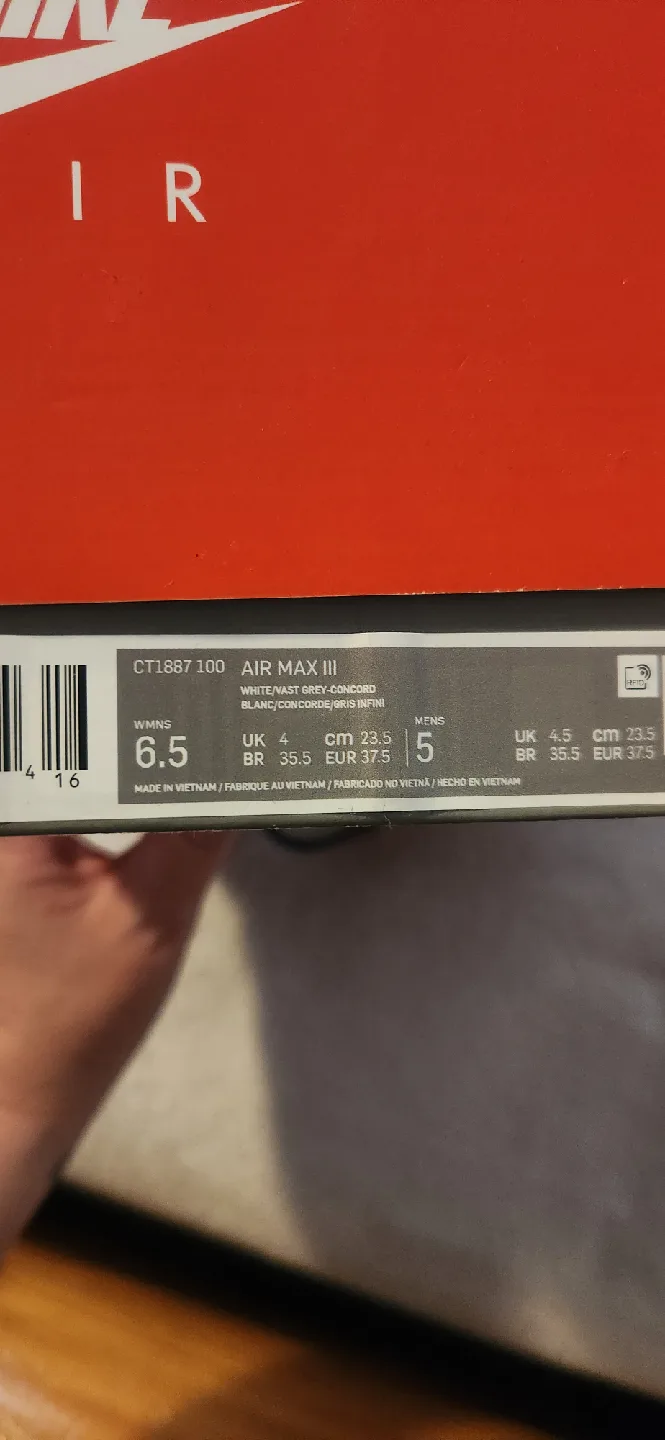 NIKE
I R
CT1887 100 AIR MAX III
WHITE/VAST GREY-CONCORD
BLANC/CONCORDE/GRIS INFINI
WMNS
6.5 UK 4 cm 23.5
BR 35.5 EUR 37.5
MENS
5 UK 4.5 cm 23.5
BR 35.5 EUR 37.5
MADE IN VIETNAM / FABRIQUE AU VIETNAM / FABRICADO NO VIETNÃ / HECHO EN VIETNAM
4 16
RFID